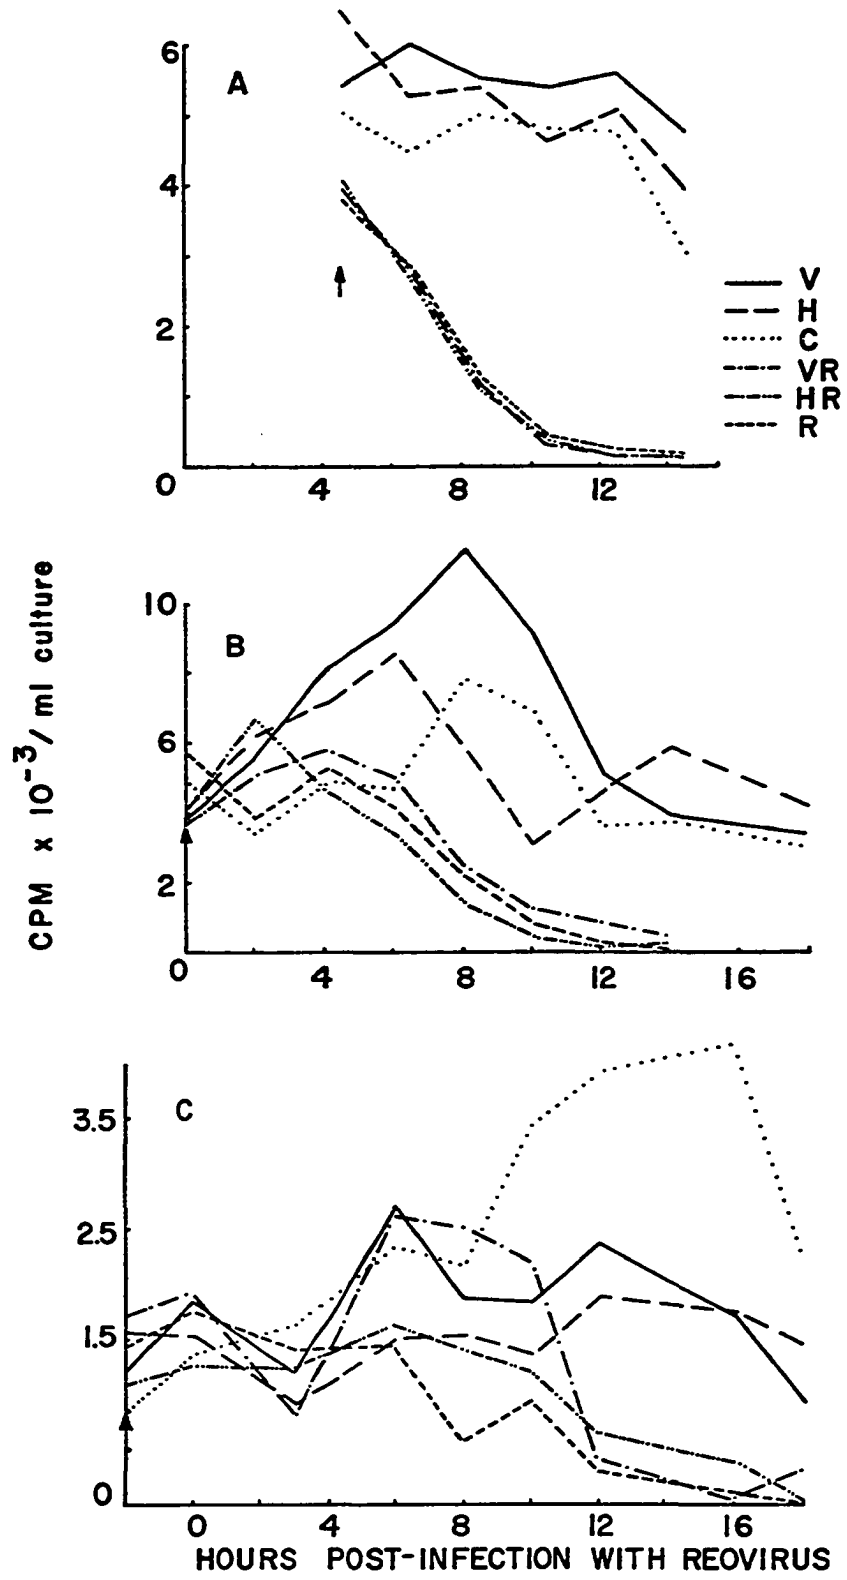 6
A
4
2
0
4 8 12
V
H
C
VR
HR
R
CPM x 10⁻³/ml culture
10
B
6
2
0 4 8 12 16
C
3.5
2.5
1.5
0
0 4 8 12 16
HOURS POST-INFECTION WITH REOVIRUS